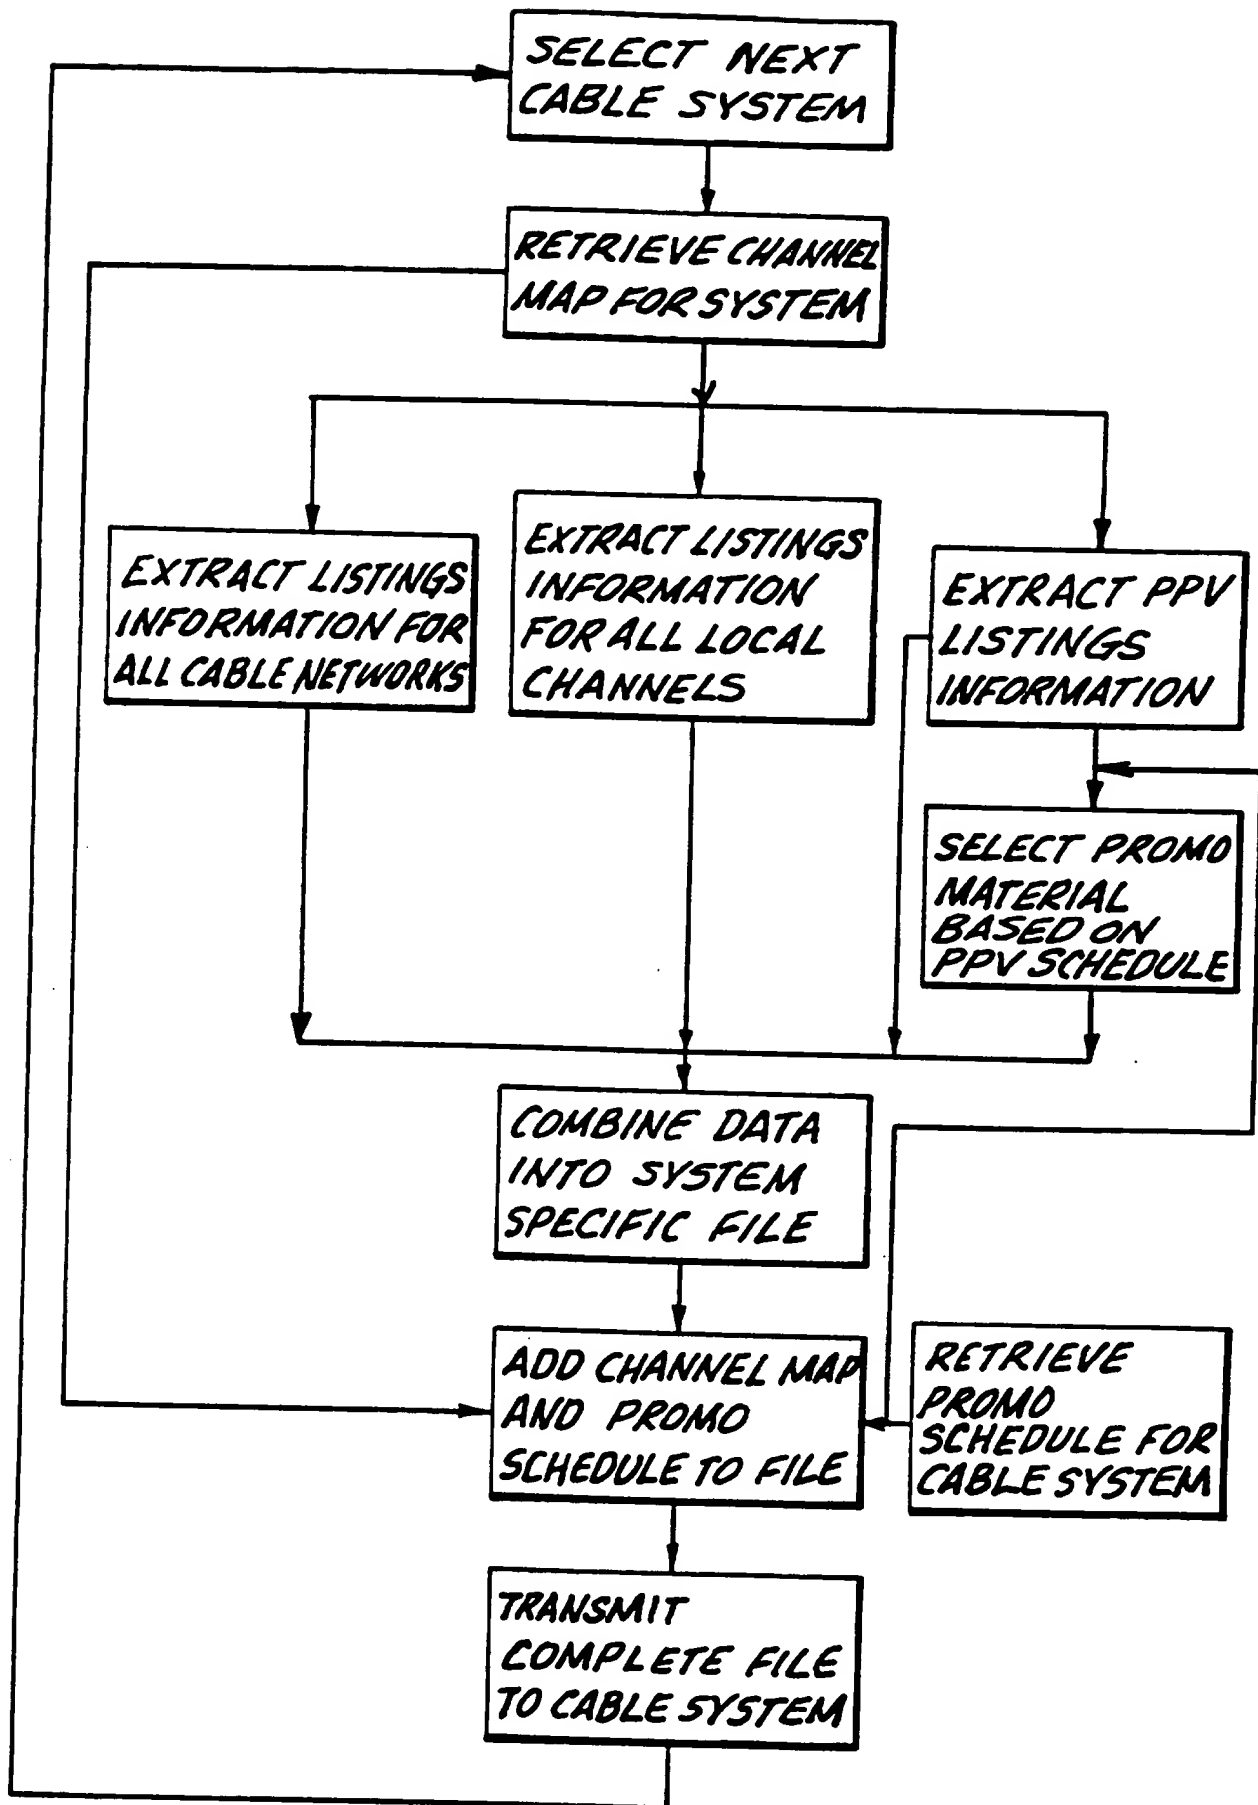 SELECT NEXT
CABLE SYSTEM
RETRIEVE CHANNEL
MAP FOR SYSTEM
EXTRACT LISTINGS
INFORMATION FOR
ALL CABLE NETWORKS
EXTRACT LISTINGS
INFORMATION
FOR ALL LOCAL
CHANNELS
EXTRACT PPV
LISTINGS
INFORMATION
SELECT PROMO
MATERIAL
BASED ON
PPV SCHEDULE
COMBINE DATA
INTO SYSTEM
SPECIFIC FILE
ADD CHANNEL MAP
AND PROMO
SCHEDULE TO FILE
RETRIEVE
PROMO
SCHEDULE FOR
CABLE SYSTEM
TRANSMIT
COMPLETE FILE
TO CABLE SYSTEM